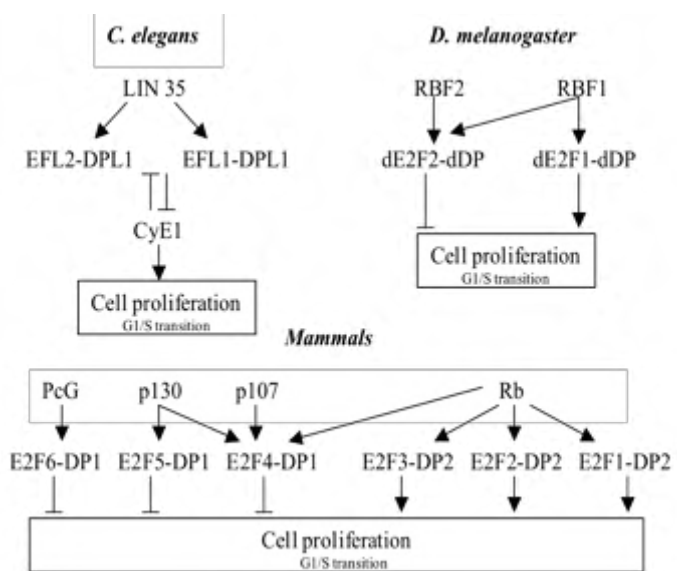 C. elegans
LIN 35
EFL2-DPL1 EFL1-DPL1
CyE1
Cell proliferation
G1/S transition
D. melanogaster
RBF2 RBF1
dE2F2-dDP dE2F1-dDP
Cell proliferation
G1/S transition
Mammals
PcG p130 p107 Rb
E2F6-DP1 E2F5-DP1 E2F4-DP1 E2F3-DP2 E2F2-DP2 E2F1-DP2
Cell proliferation
G1/S transition